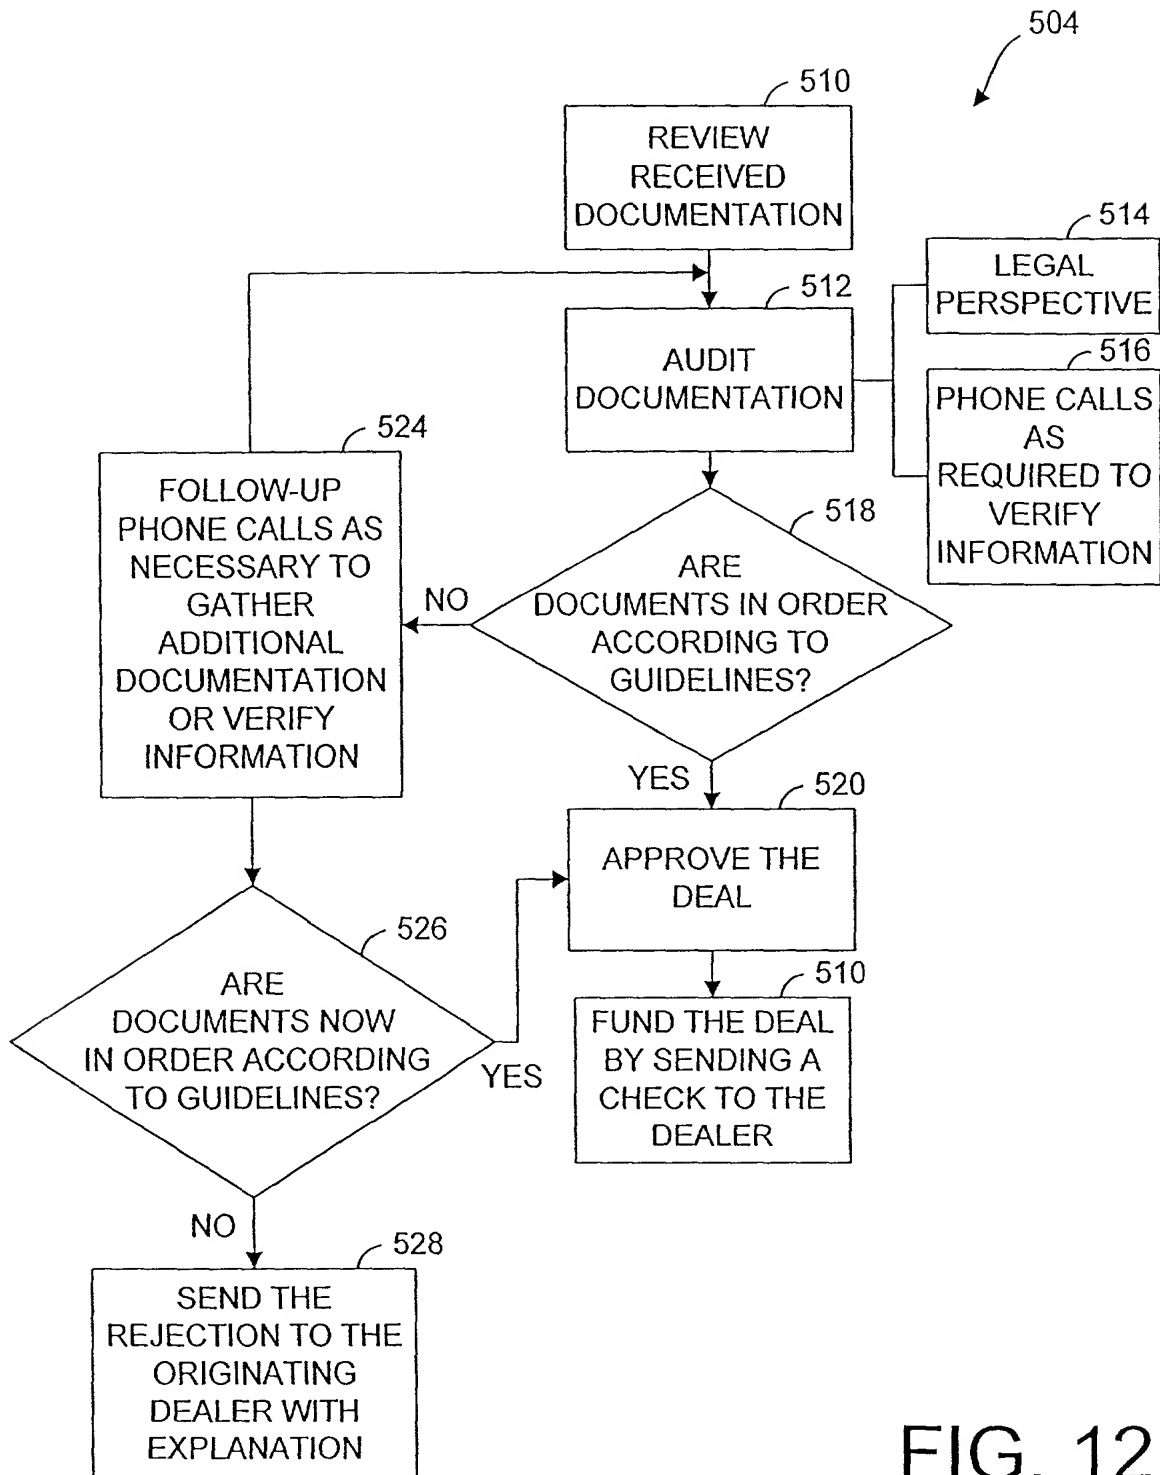 504
510
REVIEW
RECEIVED
DOCUMENTATION
514
LEGAL
PERSPECTIVE
512
AUDIT
DOCUMENTATION
516
PHONE CALLS
AS
REQUIRED TO
VERIFY
INFORMATION
524
FOLLOW-UP
PHONE CALLS AS
NECESSARY TO
GATHER
ADDITIONAL
DOCUMENTATION
OR VERIFY
INFORMATION
NO
518
ARE
DOCUMENTS IN ORDER
ACCORDING TO
GUIDELINES?
YES
520
APPROVE THE
DEAL
526
ARE
DOCUMENTS NOW
IN ORDER ACCORDING
TO GUIDELINES?
YES
510
FUND THE DEAL
BY SENDING A
CHECK TO THE
DEALER
NO
528
SEND THE
REJECTION TO THE
ORIGINATING
DEALER WITH
EXPLANATION
FIG. 12